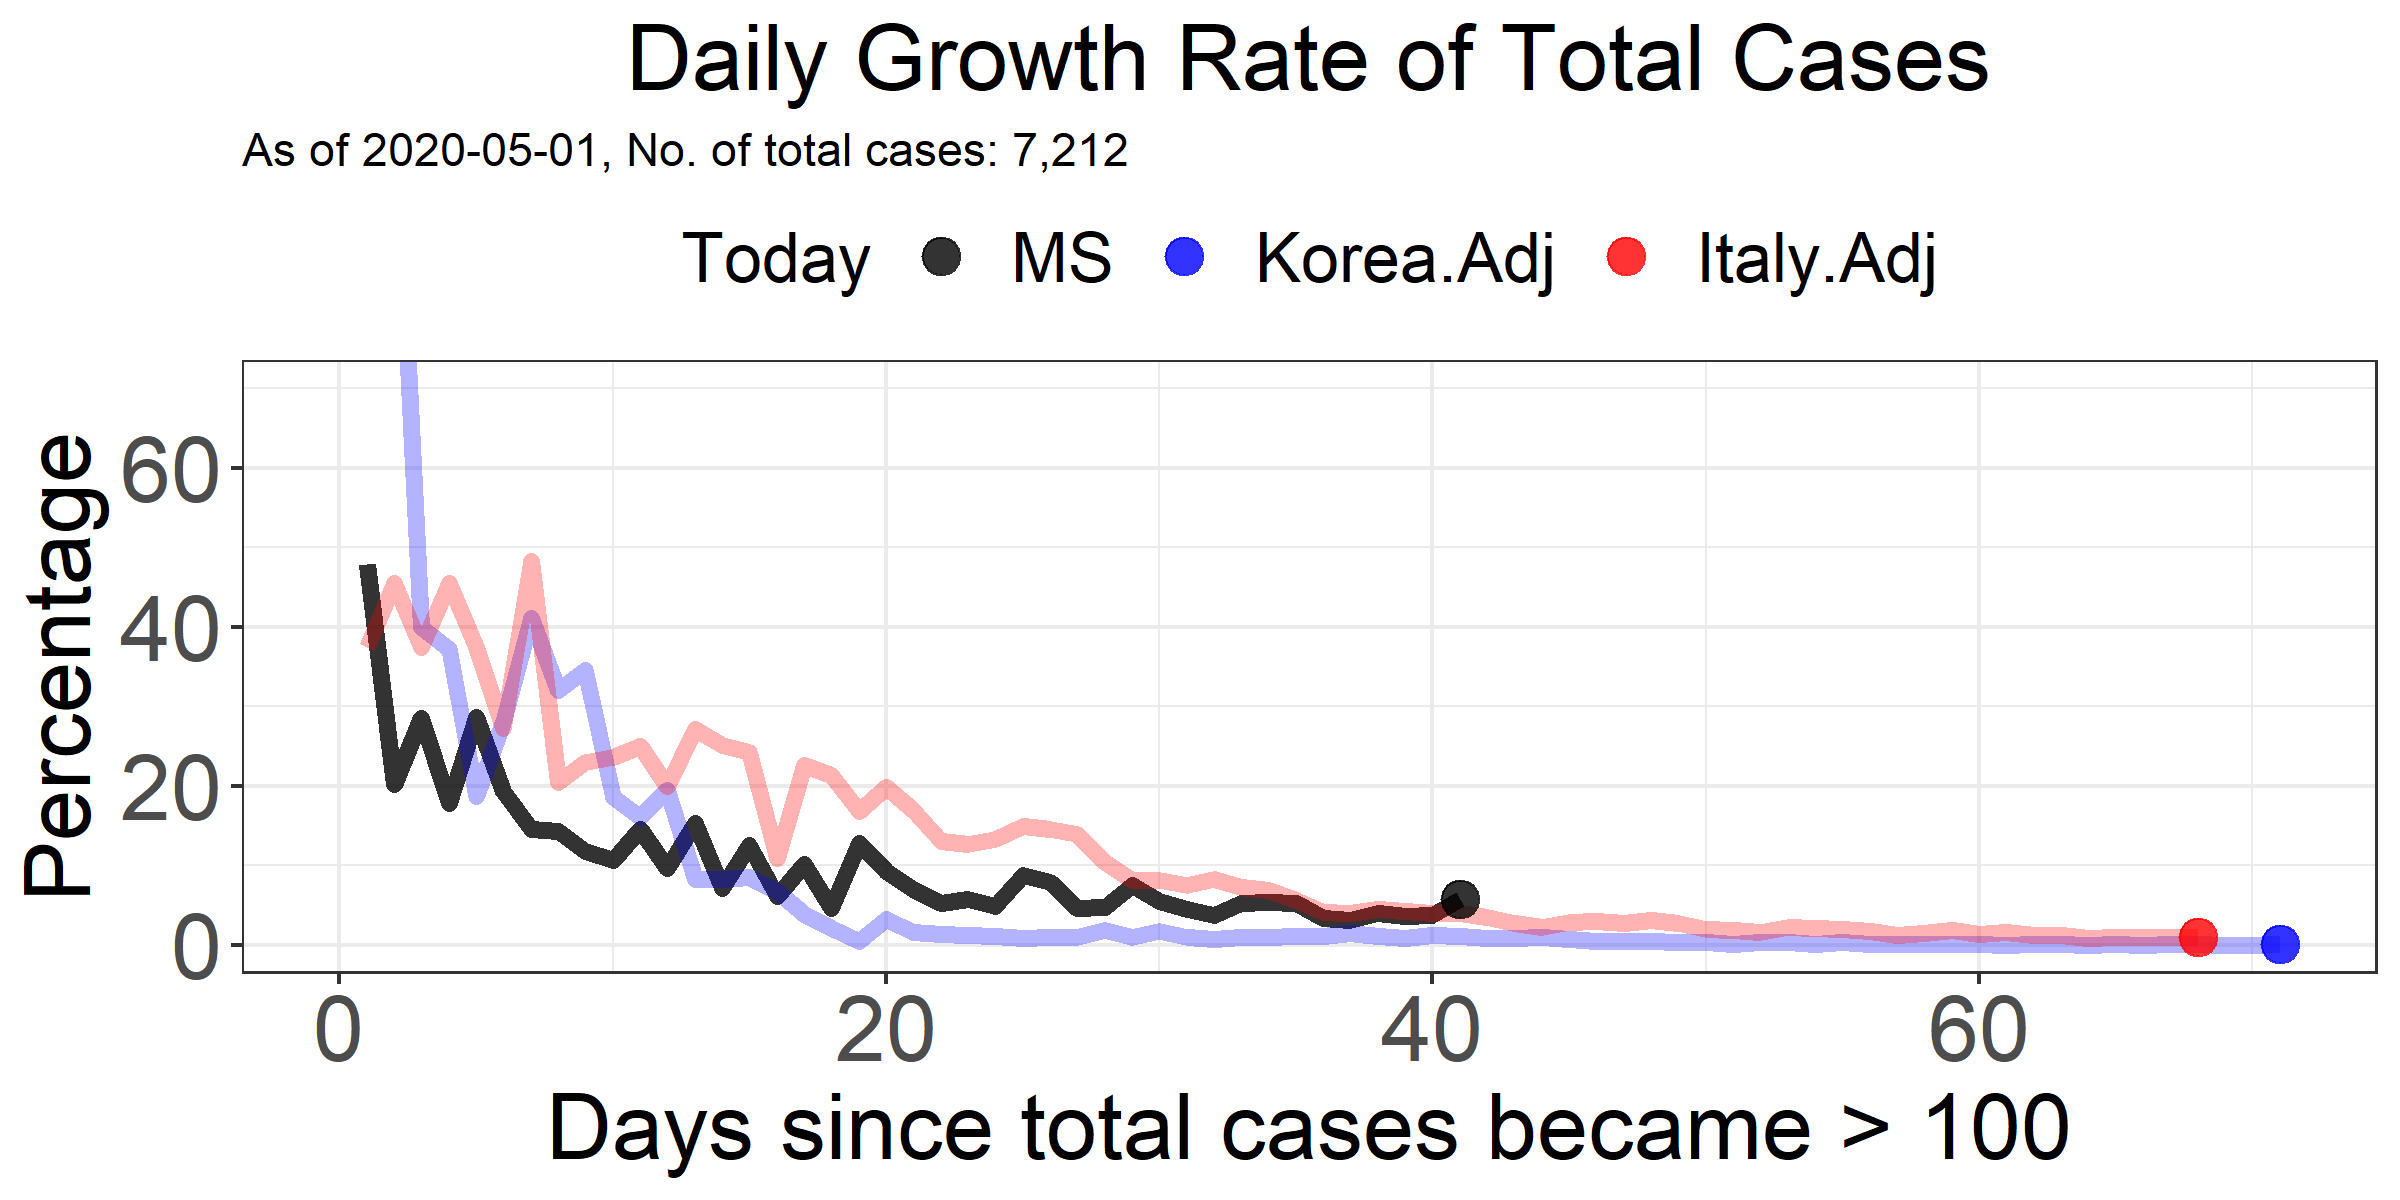 Daily Growth Rate of Total Cases
As of 2020-05-01, No. of total cases: 7,212
Today MS Korea.Adj Italy.Adj
Percentage
60
40
20
0
0 20 40 60
Days since total cases became > 100